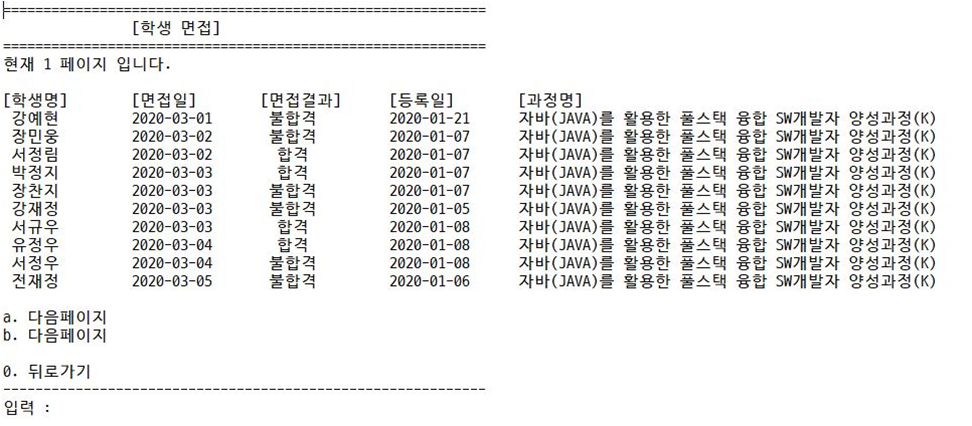 ============================================================
[학생 면접]
============================================================
현재 1 페이지 입니다.
[학생명] [면접일] [면접결과] [등록일] [과정명]
강예현 2020-03-01 불합격 2020-01-21 자바(JAVA)를 활용한 풀스택 융합 SW개발자 양성과정(K)
장민웅 2020-03-02 불합격 2020-01-07 자바(JAVA)를 활용한 풀스택 융합 SW개발자 양성과정(K)
서정림 2020-03-02 합격 2020-01-07 자바(JAVA)를 활용한 풀스택 융합 SW개발자 양성과정(K)
박정지 2020-03-03 합격 2020-01-07 자바(JAVA)를 활용한 풀스택 융합 SW개발자 양성과정(K)
장찬지 2020-03-03 불합격 2020-01-07 자바(JAVA)를 활용한 풀스택 융합 SW개발자 양성과정(K)
강재정 2020-03-03 불합격 2020-01-05 자바(JAVA)를 활용한 풀스택 융합 SW개발자 양성과정(K)
서규우 2020-03-03 합격 2020-01-08 자바(JAVA)를 활용한 풀스택 융합 SW개발자 양성과정(K)
유정우 2020-03-04 합격 2020-01-08 자바(JAVA)를 활용한 풀스택 융합 SW개발자 양성과정(K)
서정우 2020-03-04 불합격 2020-01-08 자바(JAVA)를 활용한 풀스택 융합 SW개발자 양성과정(K)
전재정 2020-03-05 불합격 2020-01-06 자바(JAVA)를 활용한 풀스택 융합 SW개발자 양성과정(K)
a. 다음페이지
b. 다음페이지
0. 뒤로가기
------------------------------------------------------------
입력 :